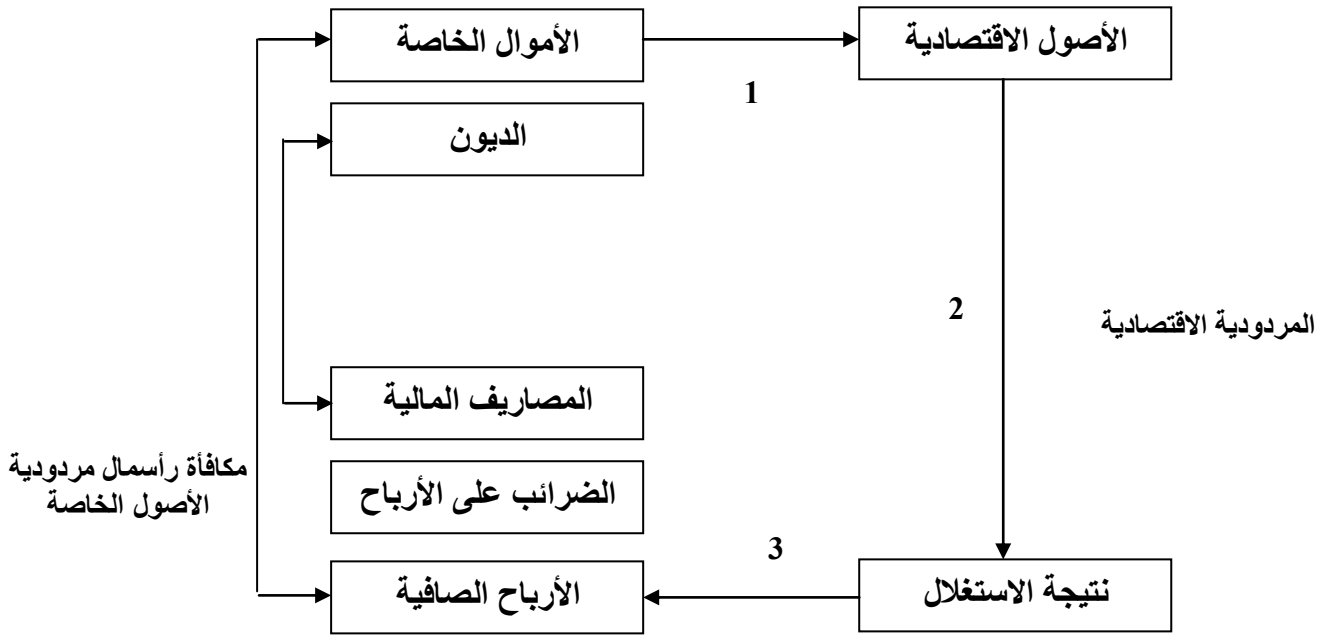 الأصول الاقتصادية
الأموال الخاصة
1
الديون
2
المردودية الاقتصادية
المصاريف المالية
مكافأة رأسمال مردودية
الأصول الخاصة
الضرائب على الأرباح
3
نتيجة الاستغلال
الأرباح الصافية